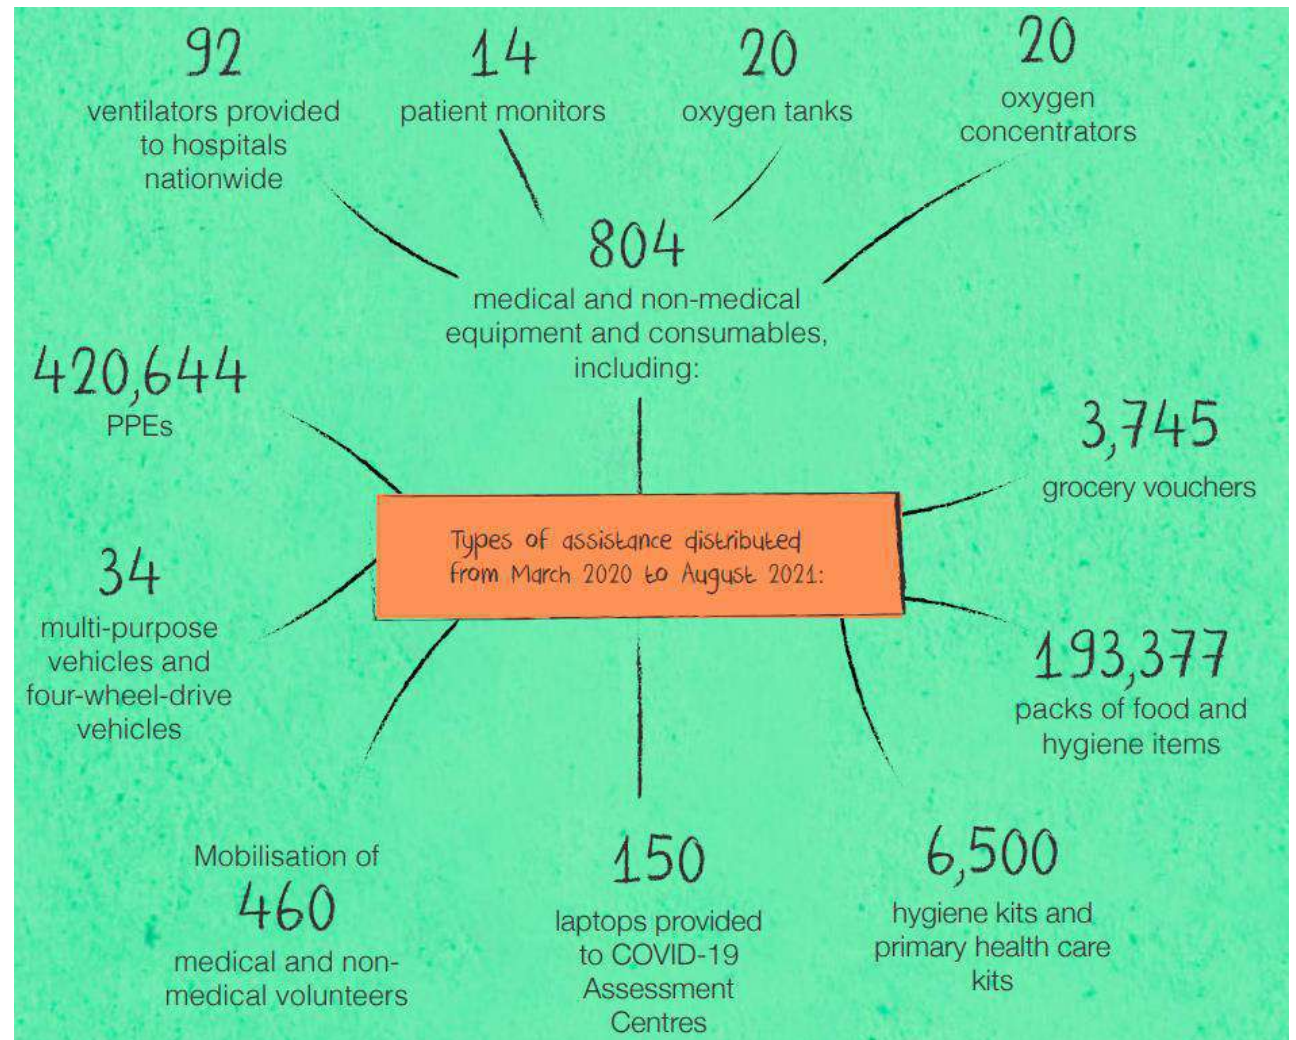 92
ventilators provided
to hospitals
nationwide
14
patient monitors
20
oxygen tanks
20
oxygen
concentrators
804
medical and non-medical
equipment and consumables,
including:
420,644
PPEs
3,745
grocery vouchers
Types of assistance distributed
from March 2020 to August 2021:
34
multi-purpose
vehicles and
four-wheel-drive
vehicles
193,377
packs of food and
hygiene items
Mobilisation of
460
medical and non-
medical volunteers
150
laptops provided
to COVID-19
Assessment
Centres
6,500
hygiene kits and
primary health care
kits